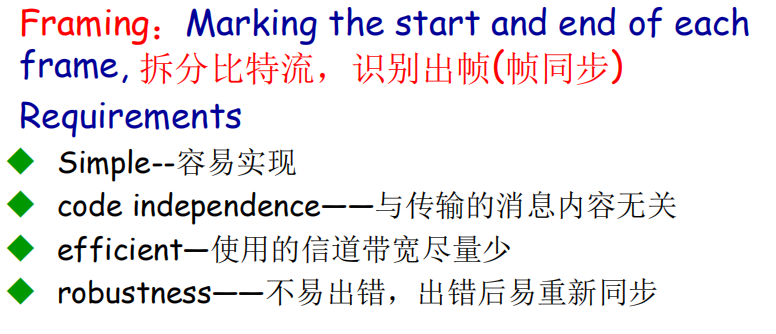 Framing：Marking the start and end of each
frame, 拆分比特流，识别出帧(帧同步)
Requirements
Simple--容易实现
code independence——与传输的消息内容无关
efficient—使用的信道带宽尽量少
robustness——不易出错，出错后易重新同步